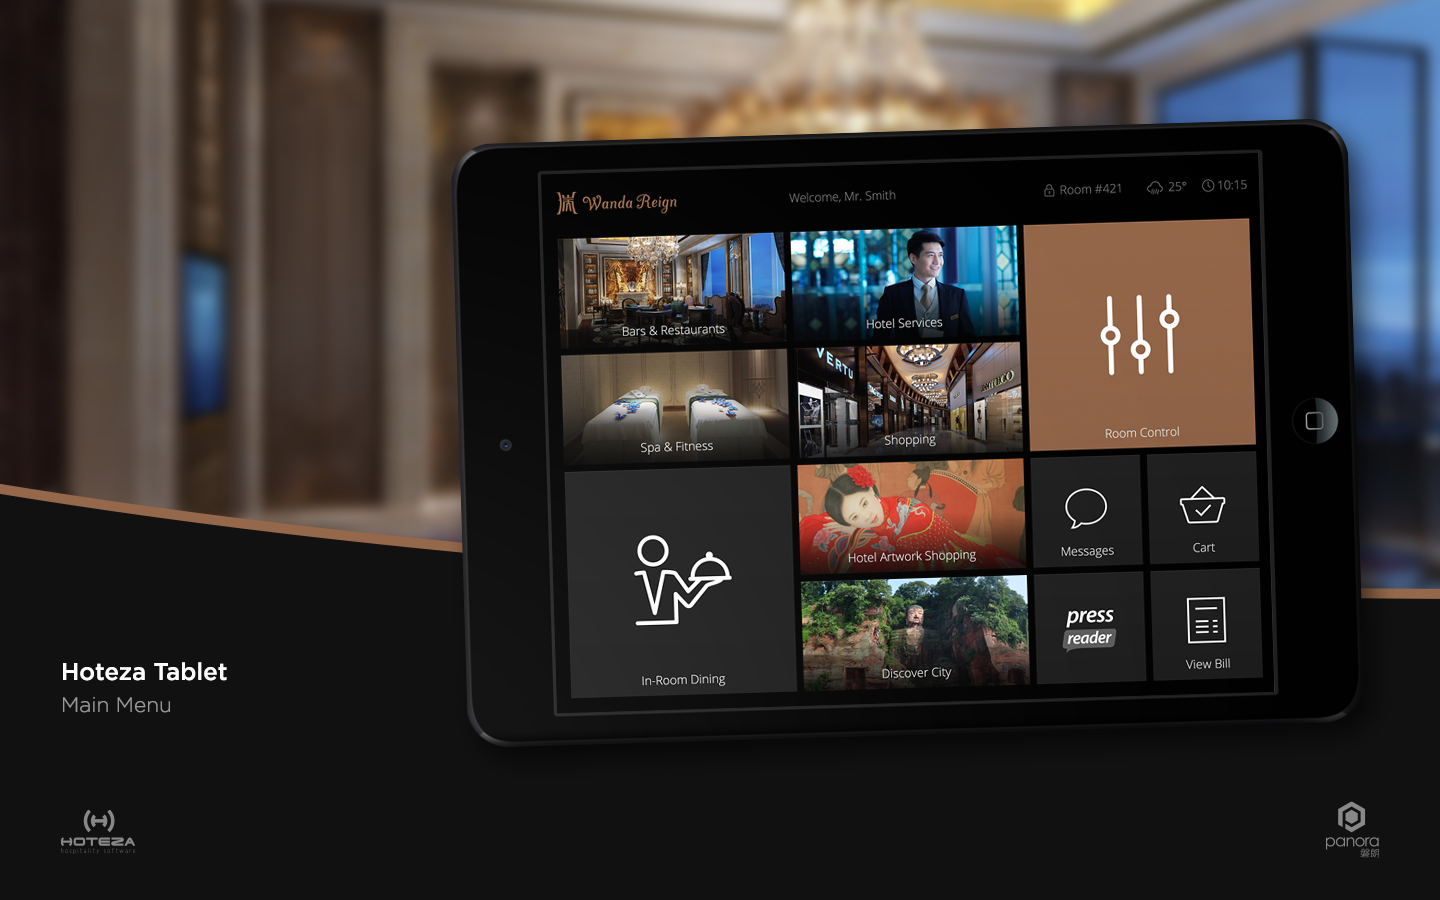 Wanda Reign
Welcome, Mr. Smith
Room #421
25°
10:15
Bars & Restaurants
Hotel Services
Room Control
Spa & Fitness
VERTU
Shopping
In-Room Dining
Hotel Artwork Shopping
Messages
Cart
Discover City
press
reader
View Bill
Hoteza Tablet
Main Menu
HOTEZA
hospitality software
panora
磐朗